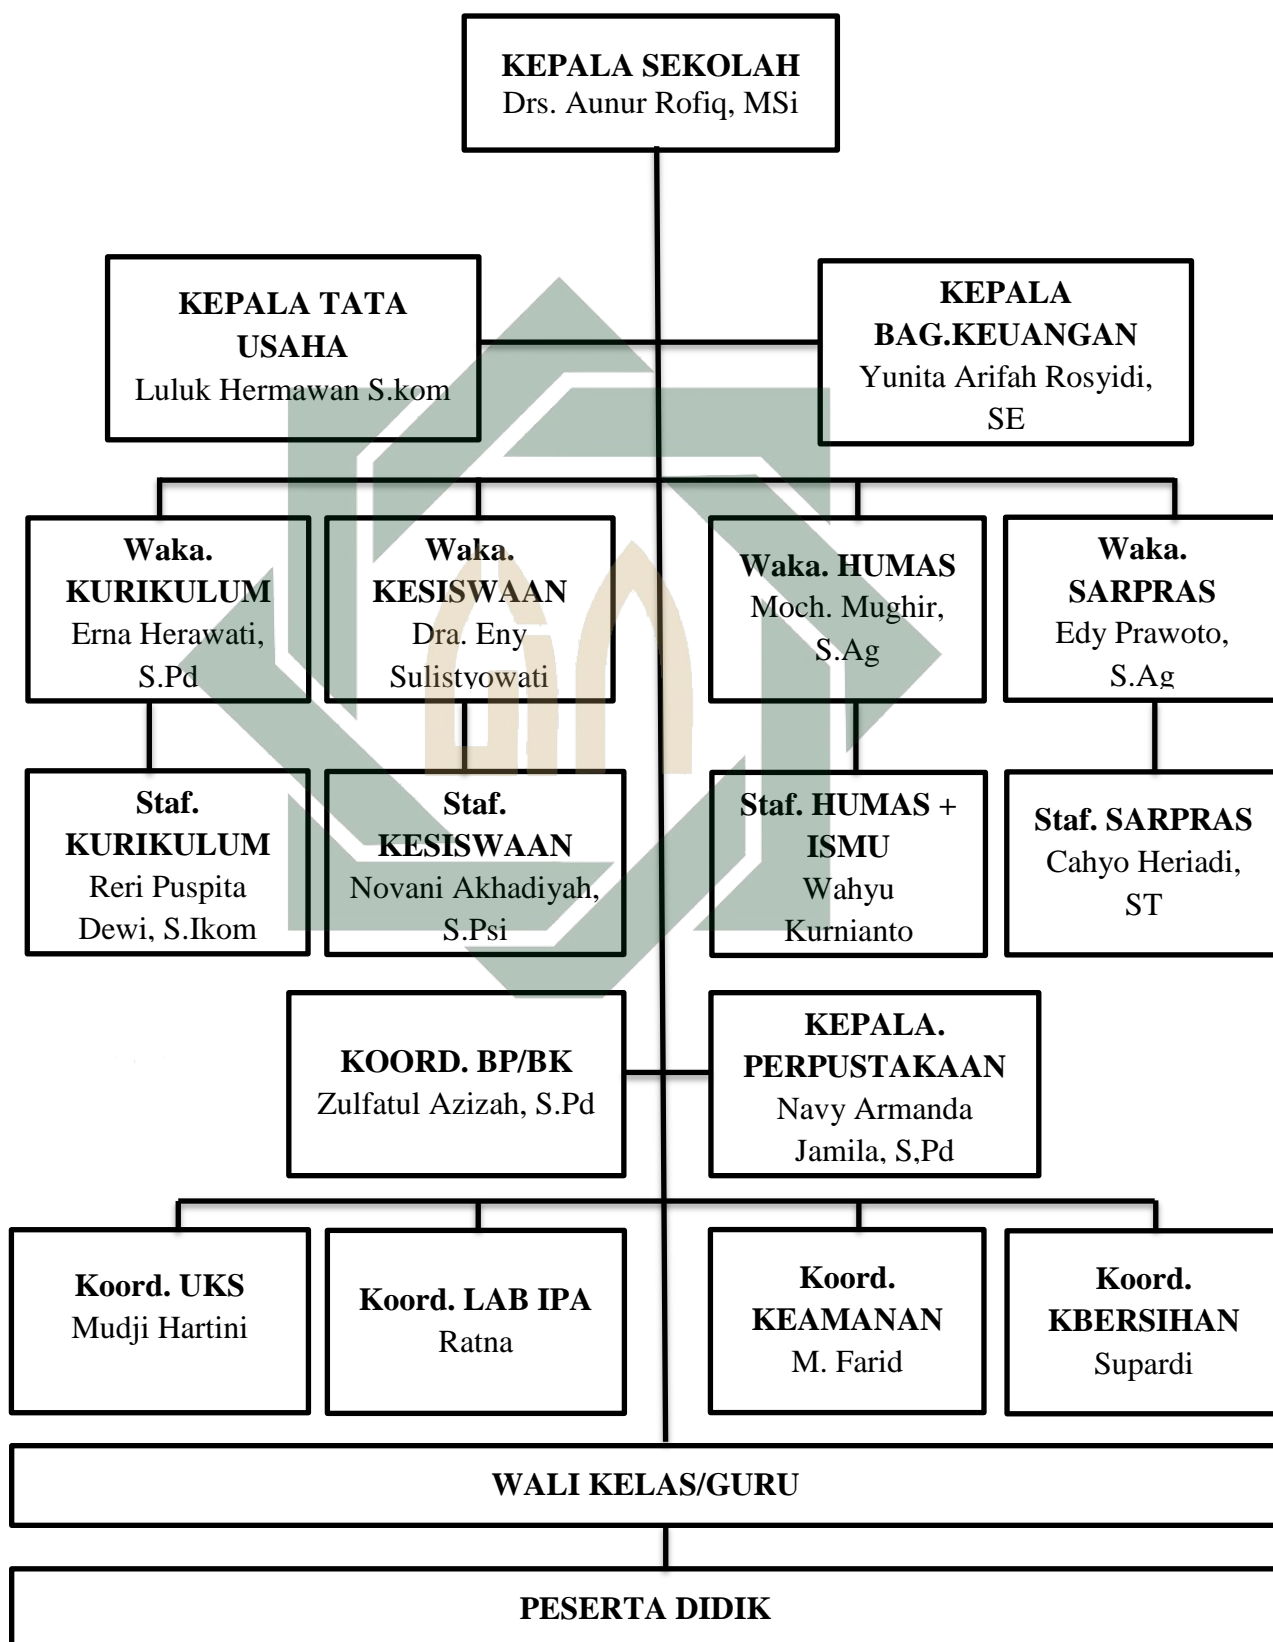 KEPALA SEKOLAH
Drs. Aunur Rofiq, MSi
KEPALA TATA
USAHA
Luluk Hermawan S.kom
KEPALA
BAG.KEUANGAN
Yunita Arifah Rosyidi,
SE
Waka.
KURIKULUM
Erna Herawati,
S.Pd
Waka.
KESISWAAN
Dra. Eny
Sulistyowati
Waka. HUMAS
Moch. Mughir,
S.Ag
Waka.
SARPRAS
Edy Prawoto,
S.Ag
Staf.
KURIKULUM
Reri Puspita
Dewi, S.Ikom
Staf.
KESISWAAN
Novani Akhadiyah,
S.Psi
Staf. HUMAS +
ISMU
Wahyu
Kurnianto
Staf. SARPRAS
Cahyo Heriadi,
ST
KOORD. BP/BK
Zulfatul Azizah, S.Pd
KEPALA.
PERPUSTAKAAN
Navy Armanda
Jamila, S,Pd
Koord. UKS
Mudji Hartini
Koord. LAB IPA
Ratna
Koord.
KEAMANAN
M. Farid
Koord.
KBERSIHAN
Supardi
WALI KELAS/GURU
PESERTA DIDIK